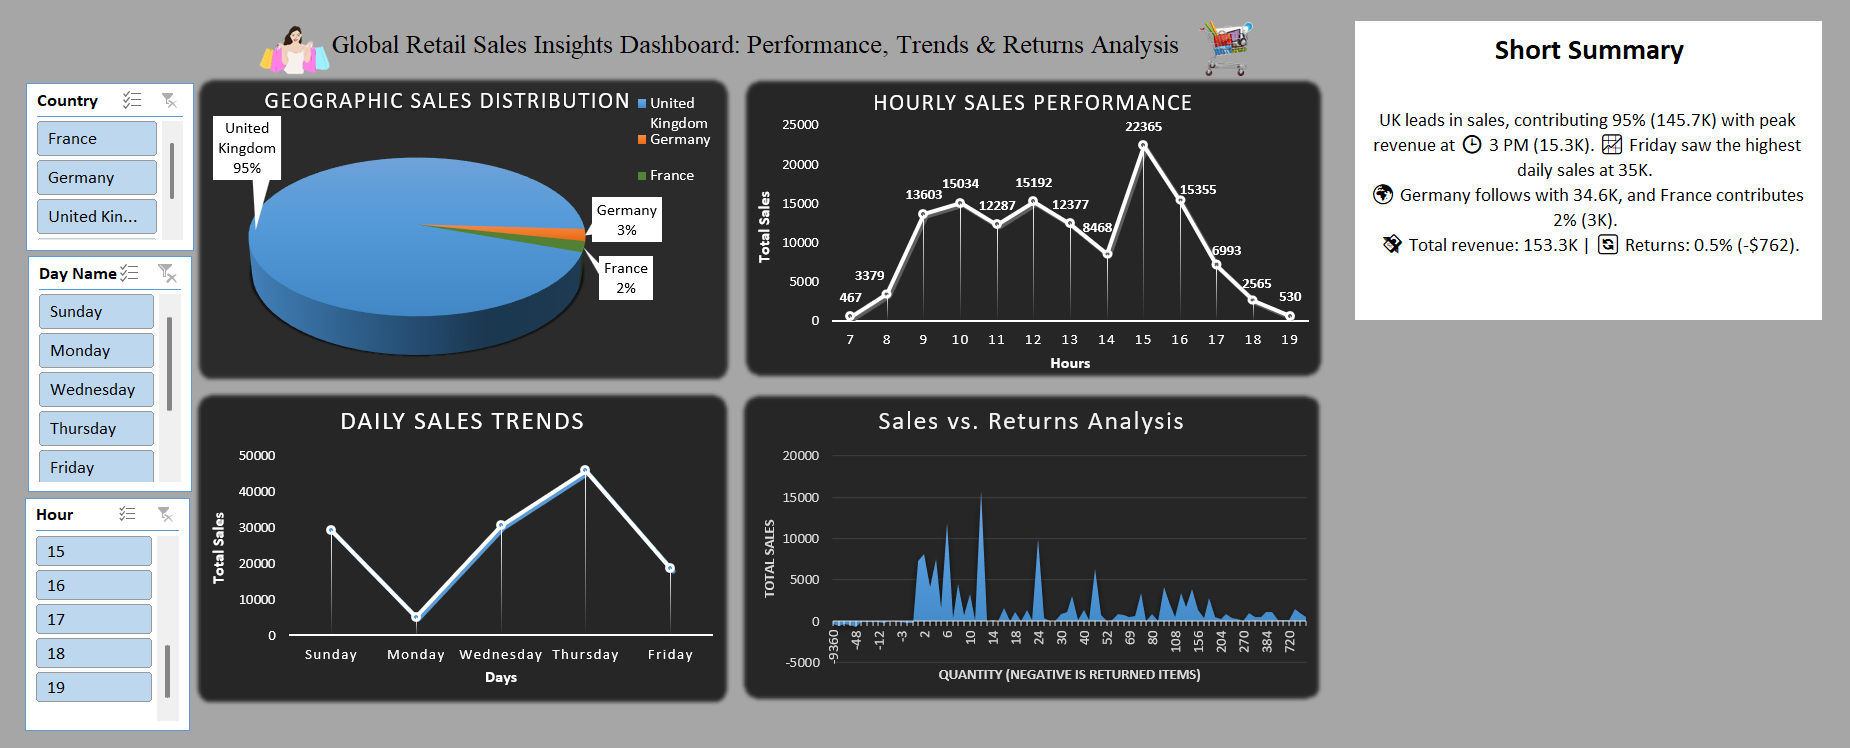 Global Retail Sales Insights Dashboard: Performance, Trends & Returns Analysis
Country
France
Germany
United Kin...
Day Name
Sunday
Monday
Wednesday
Thursday
Friday
Hour
15
16
17
18
19
GEOGRAPHIC SALES DISTRIBUTION
United
Kingdom
Germany
France
United
Kingdom
95%
Germany
3%
France
2%
HOURLY SALES PERFORMANCE
Total Sales
25000
20000
15000
10000
5000
0
467
3379
13603
15034
12287
15192
12377
8468
22365
15355
6993
2565
530
7 8 9 10 11 12 13 14 15 16 17 18 19
Hours
DAILY SALES TRENDS
Total Sales
50000
40000
30000
20000
10000
0
Sunday Monday Wednesday Thursday Friday
Days
Sales vs. Returns Analysis
TOTAL SALES
20000
15000
10000
5000
0
-5000
-9360 -48 -12 -3 2 6 10 14 18 24 30 40 52 69 80 108 156 204 270 384 720
QUANTITY (NEGATIVE IS RETURNED ITEMS)
Short Summary
UK leads in sales, contributing 95% (145.7K) with peak
revenue at 3 PM (15.3K). Friday saw the highest
daily sales at 35K.
Germany follows with 34.6K, and France contributes
2% (3K).
Total revenue: 153.3K | Returns: 0.5% (-$762).